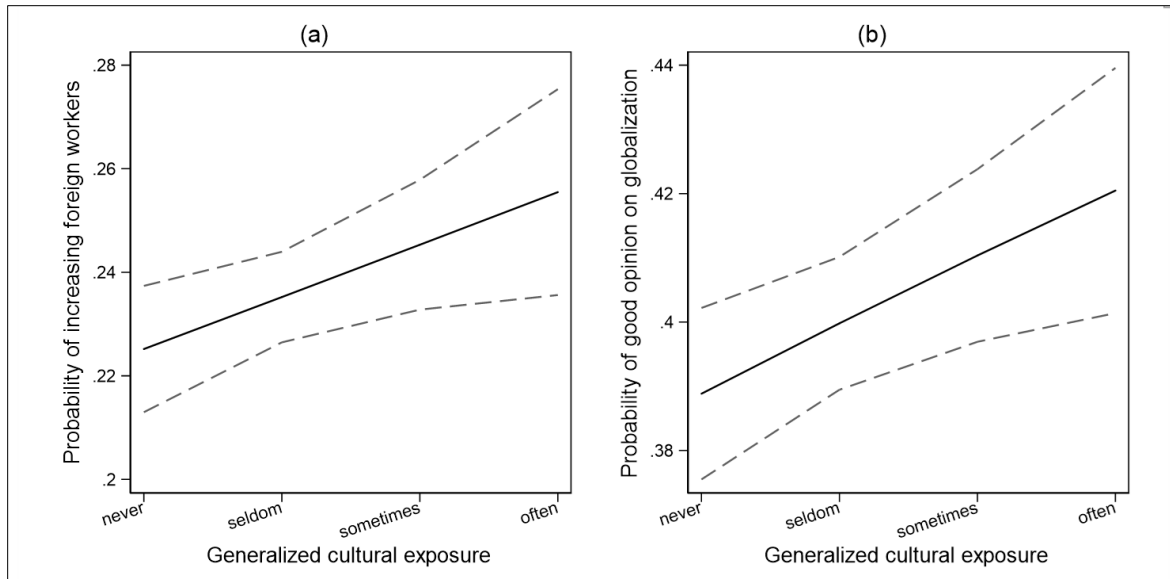 (a)
Probability of increasing foreign workers
.28
.26
.24
.22
.2
never
seldom
sometimes
often
Generalized cultural exposure
(b)
Probability of good opinion on globalization
.44
.42
.4
.38
never
seldom
sometimes
often
Generalized cultural exposure